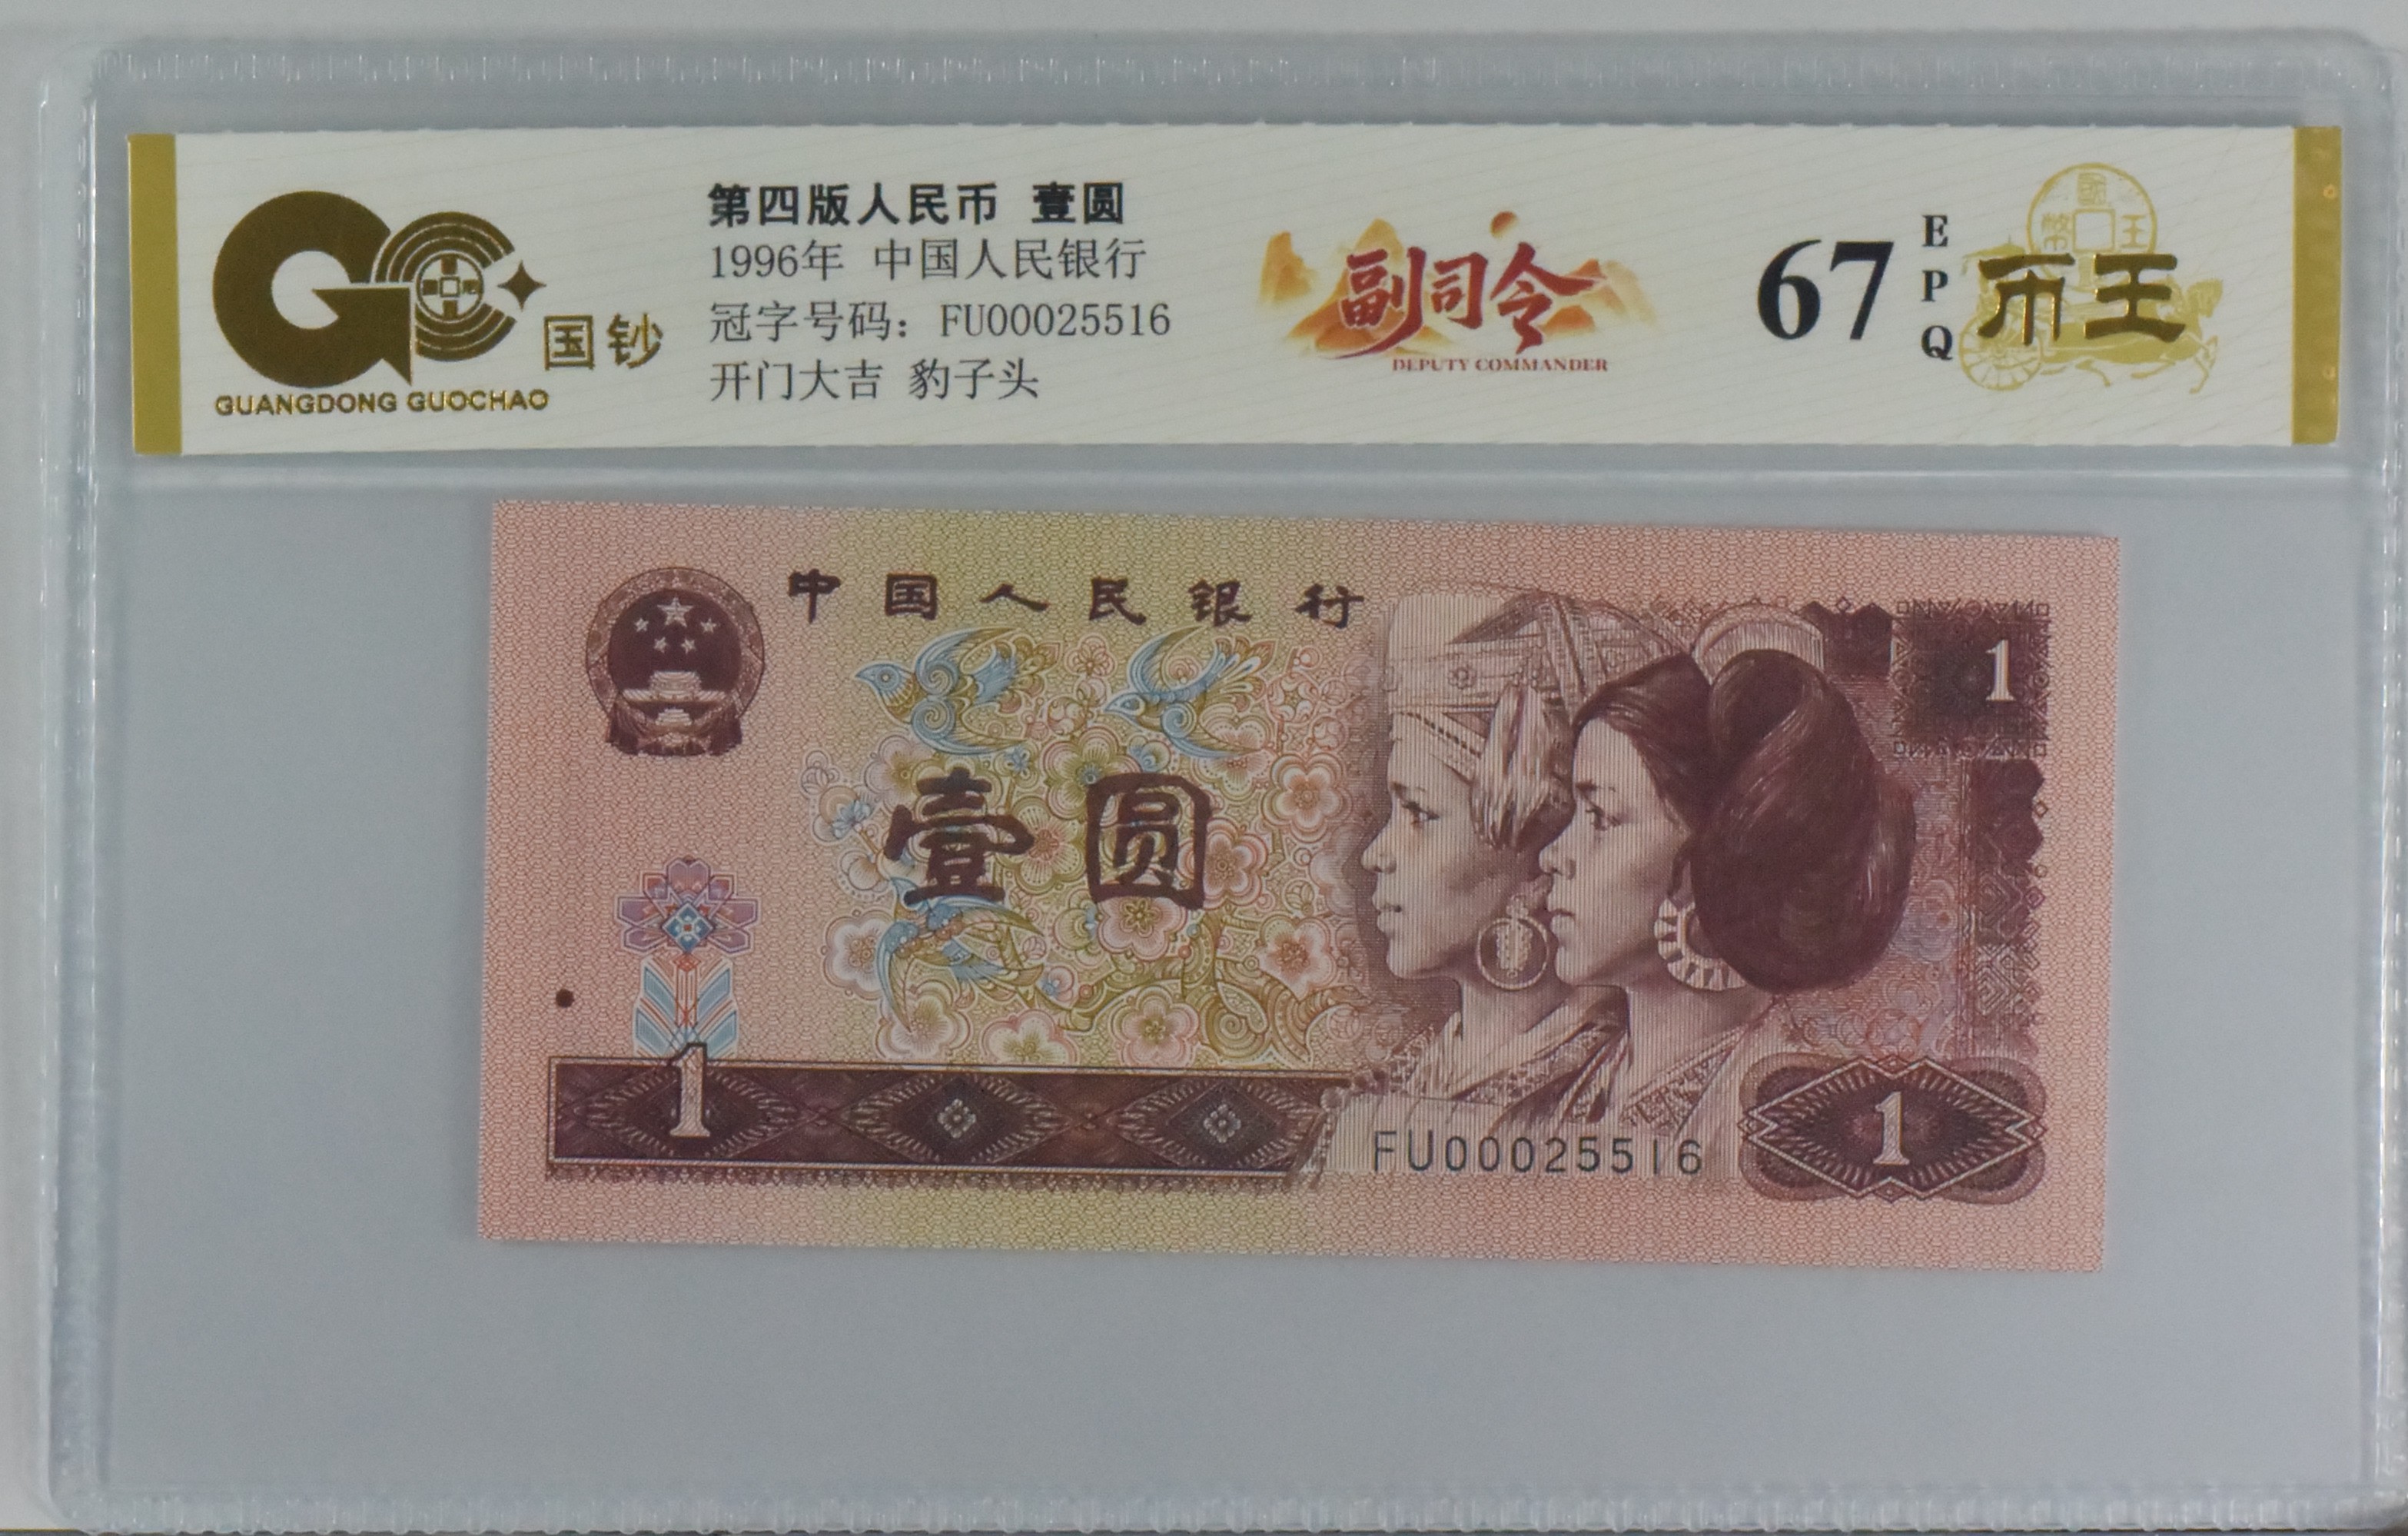 第四版人民币 壹圆
1996年 中国人民银行
冠字号码：FU00025516
开门大吉 豹子头
国钞
GUANGDONG GUOCHAO
副司令
DEPUTY COMMANDER
67
EPQ
币王
中国人民银行
壹圆
1
1
FU00025516
1